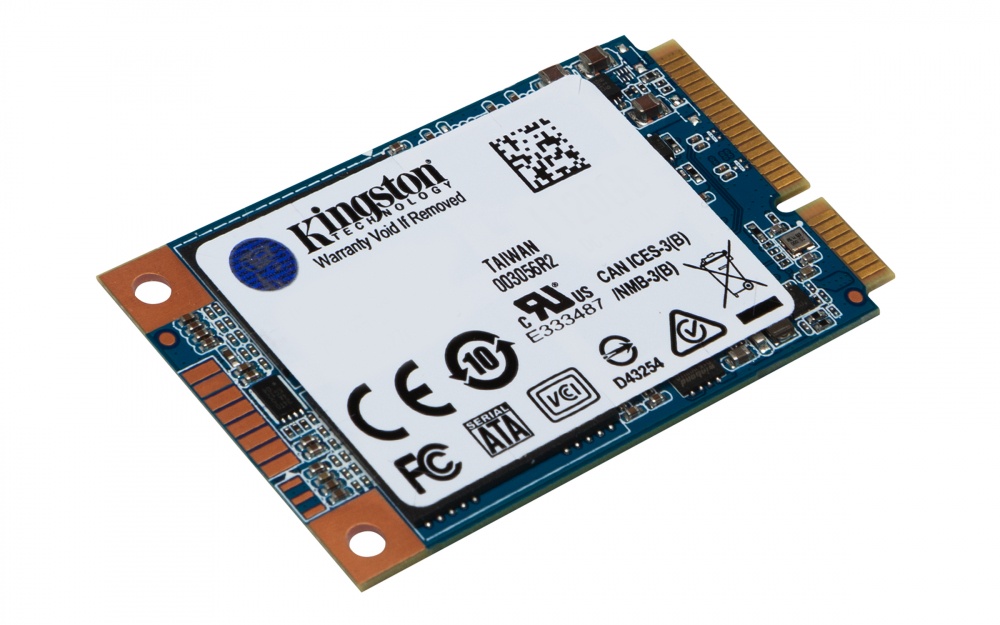 Kingston
TECHNOLOGY
Warranty Void If Removed
TAIWAN
003056R2
c RU US
E333487
CAN ICES-3(B)
/NMB-3(B)
CE
10
D43254
FC
SERIAL
ATA
VCI